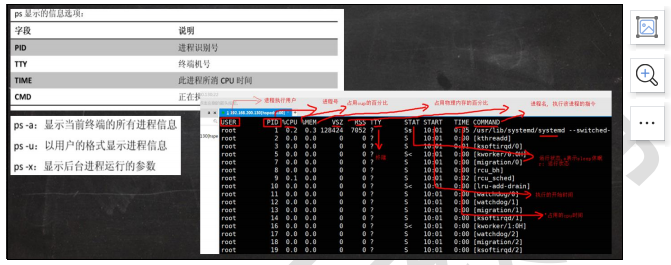 ps 显示的信息选项:
字段 说明
PID 进程识别号
TTY 终端机号
TIME 此进程所消 CPU 时间
CMD 正在
ps -a: 显示当前终端的所有进程信息
ps -u: 以用户的格式显示进程信息
ps -x: 显示后台进程运行的参数
进程执行用户 进程号 占用cpu的百分比 占用物理内存的百分比 进程名，执行该进程的指令
USER PID %CPU %MEM VSZ RSS TTY STAT START TIME COMMAND
root 1 0.2 0.3 128424 7052 ? Ss 10:01 /usr/lib/systemd/systemd --switched-
root 2 0.0 0.0 0 0 ? S 10:01 0:00 [kthreadd]
root 3 0.0 0.0 0 0 ? S 10:01 [ksoftirqd/0]
root 5 0.0 0.0 0 0 ? S< 10:01 0:00 [kworker/0:0H]
root 7 0.0 0.0 0 0 ? S 10:01 0:00 [migration/0]
root 8 0.0 0.0 0 0 ? S 10:01 0:00 [rcu_bh]
root 9 0.1 0.0 0 0 ? S 10:01 0:02 [rcu_sched]
root 10 0.0 0.0 0 0 ? S< 10:01 0:00 [lru-add-drain]
root 11 0.0 0.0 0 0 ? S 10:01 0:00 [watchdog/0]
root 12 0.0 0.0 0 0 ? S 10:01 0:00 [watchdog/1]
root 13 0.0 0.0 0 0 ? S 10:01 0:00 [migration/1]
root 14 0.0 0.0 0 0 ? S 10:01 0:00 [ksoftirqd/1]
root 16 0.0 0.0 0 0 ? S< 10:01 0:00 [kworker/1:0H]
root 17 0.0 0.0 0 0 ? S 10:01 0:00 [watchdog/2]
root 18 0.0 0.0 0 0 ? S 10:01 0:00 [migration/2]
root 19 0.0 0.0 0 0 ? S 10:01 0:00 [ksoftirqd/2]
执行的开始时间
占用的cpu时间